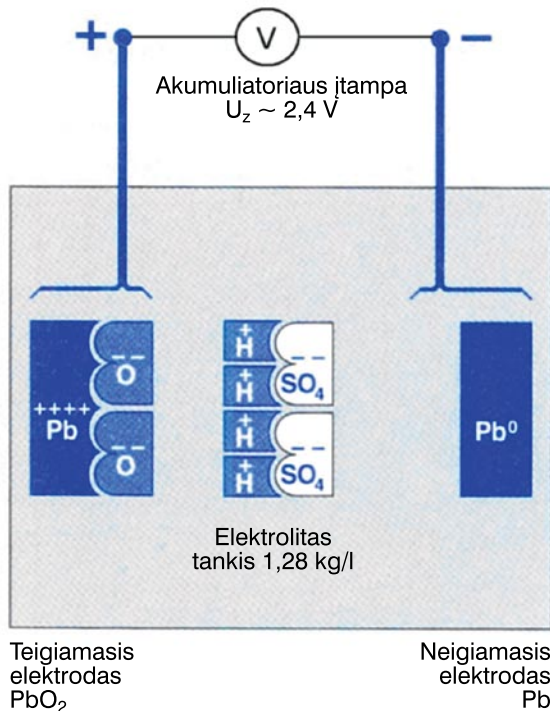 + V −
Akumuliatoriaus įtampa
U_z ~ 2,4 V
++++
Pb
− −
O
− −
O
+
H
+
H
+
H
+
H
− −
SO₄
− −
SO₄
Pb⁰
Elektrolitas
tankis 1,28 kg/l
Teigiamasis
elektrodas
PbO₂
Neigiamasis
elektrodas
Pb